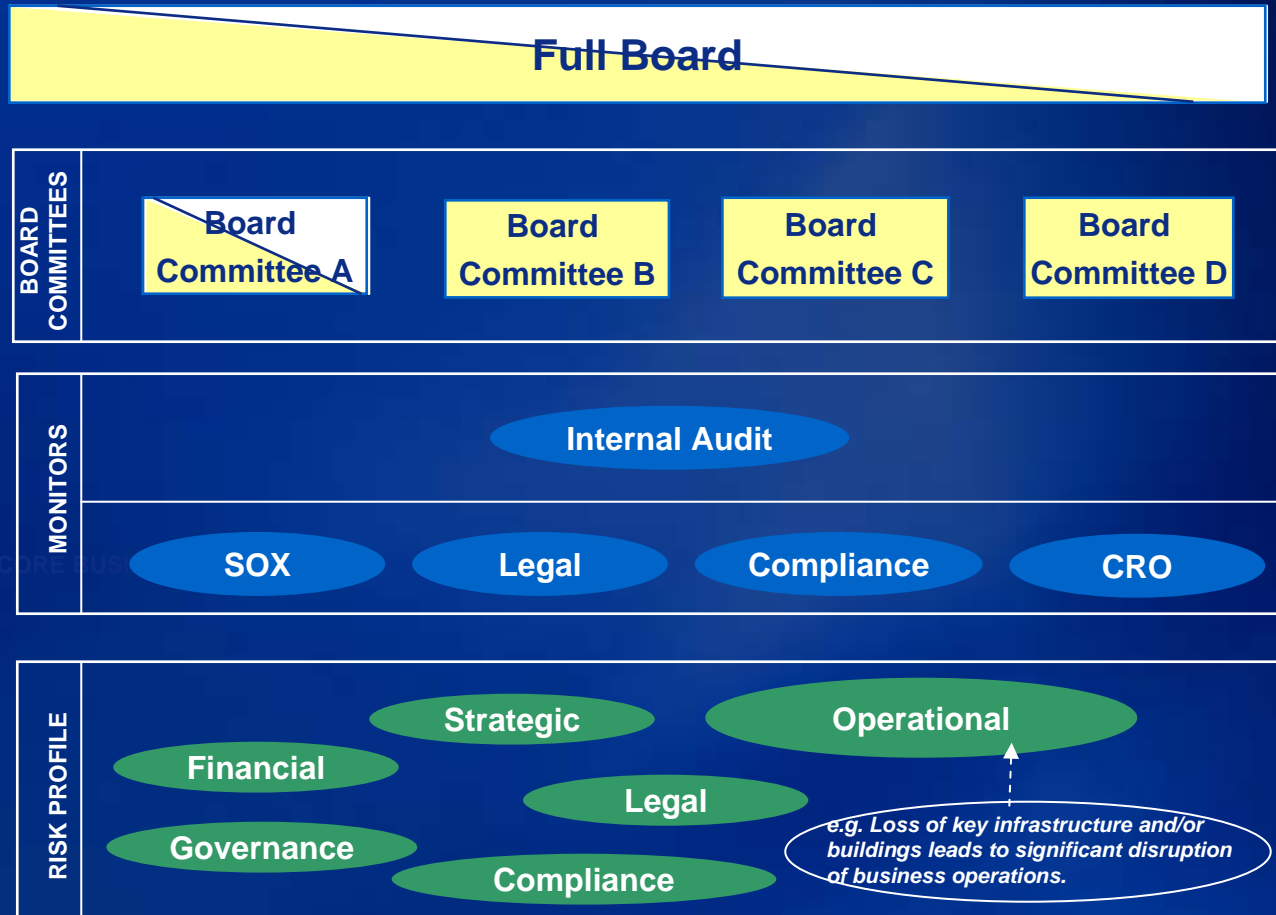 Full Board
BOARD
COMMITTEES
Board
Committee A
Board
Committee B
Board
Committee C
Board
Committee D
MONITORS
Internal Audit
CORE BUSI
SOX
Legal
Compliance
CRO
RISK PROFILE
Strategic
Operational
Financial
Legal
Governance
Compliance
e.g. Loss of key infrastructure and/or
buildings leads to significant disruption
of business operations.